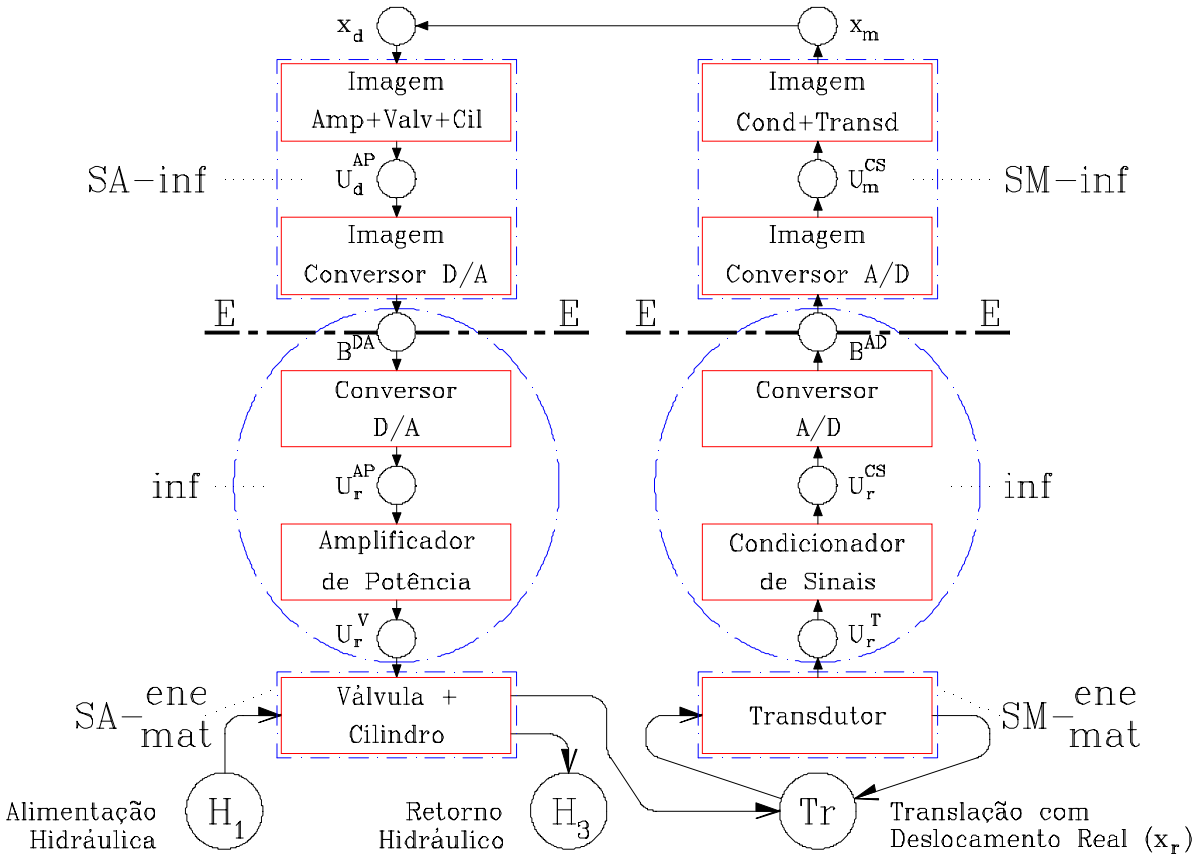 x_d
x_m
Imagem
Amp+Valv+Cil
Imagem
Cond+Transd
SA-inf
U_d^AP
U_m^CS
SM-inf
Imagem
Conversor D/A
Imagem
Conversor A/D
E
E
E
E
B^DA
B^AD
Conversor
D/A
Conversor
A/D
inf
U_r^AP
U_r^CS
inf
Amplificador
de Potência
Condicionador
de Sinais
U_r^V
U_r^T
SA-ene
mat
Válvula +
Cilindro
Transdutor
SM-ene
mat
Alimentação
Hidráulica
H_1
Retorno
Hidráulico
H_3
Tr
Translação com
Deslocamento Real (x_r)